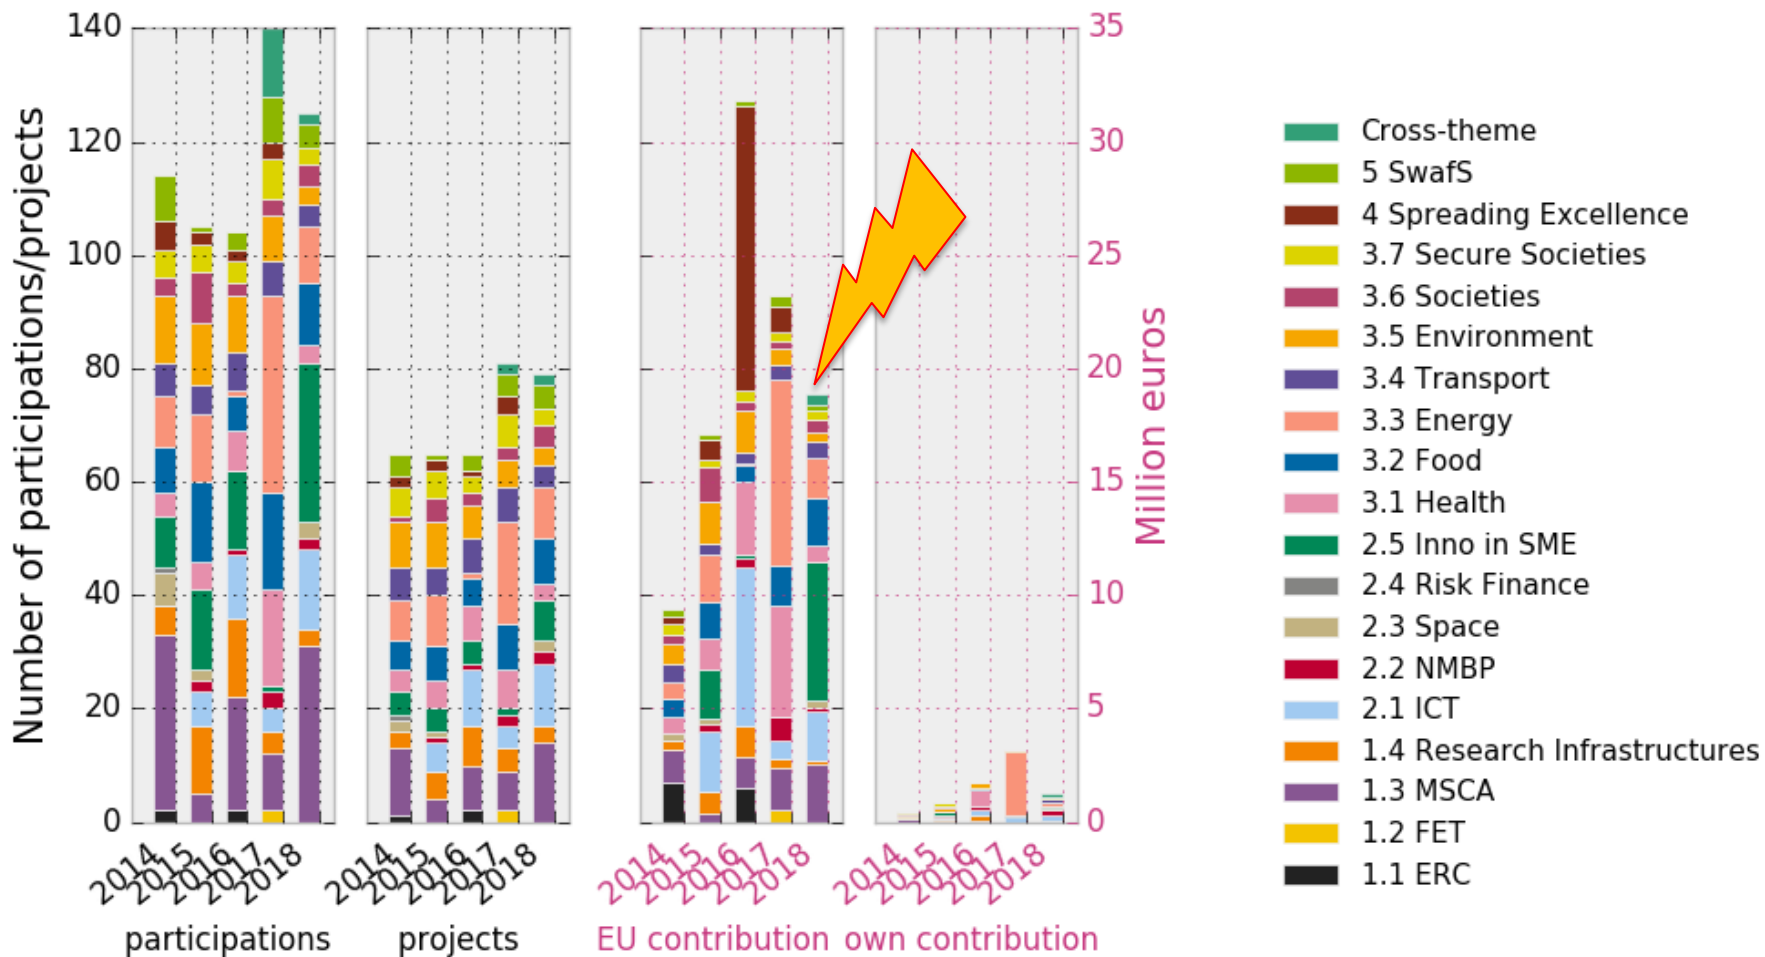 Number of participations/projects
140
120
100
80
60
40
20
0
2014
2015
2016
2017
2018
participations
2014
2015
2016
2017
2018
projects
2014
2015
2016
2017
2018
EU contribution
2014
2015
2016
2017
2018
own contribution
35
30
25
20
15
10
5
0
Million euros
Cross-theme
5 SwafS
4 Spreading Excellence
3.7 Secure Societies
3.6 Societies
3.5 Environment
3.4 Transport
3.3 Energy
3.2 Food
3.1 Health
2.5 Inno in SME
2.4 Risk Finance
2.3 Space
2.2 NMBP
2.1 ICT
1.4 Research Infrastructures
1.3 MSCA
1.2 FET
1.1 ERC